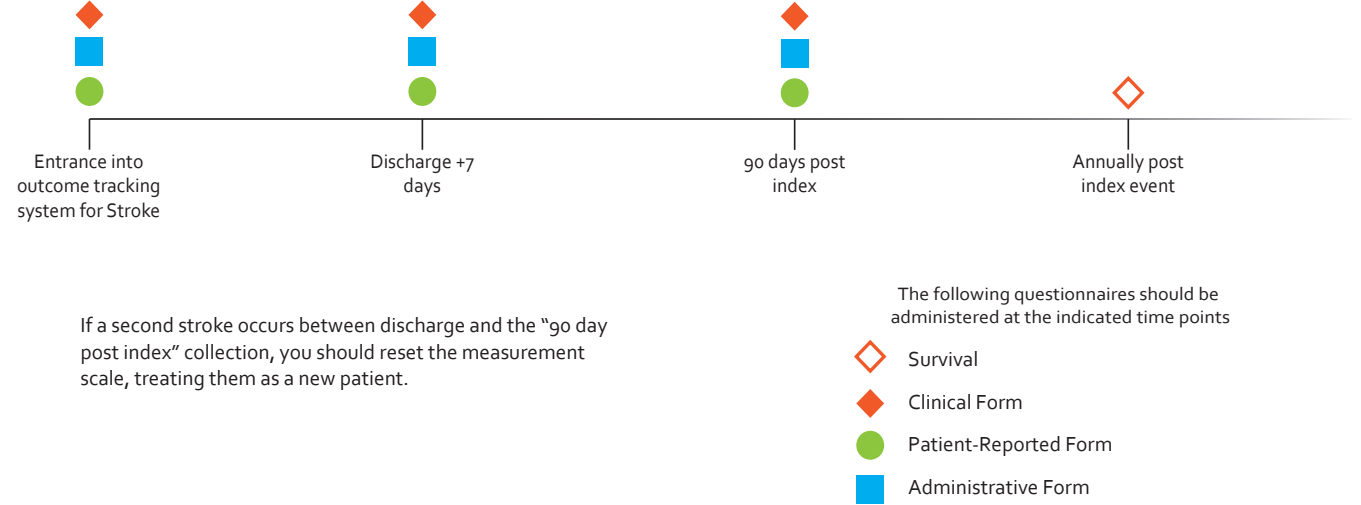 Entrance into
outcome tracking
system for Stroke
Discharge +7
days
90 days post
index
Annually post
index event
If a second stroke occurs between discharge and the “90 day
post index” collection, you should reset the measurement
scale, treating them as a new patient.
The following questionnaires should be
administered at the indicated time points
Survival
Clinical Form
Patient-Reported Form
Administrative Form